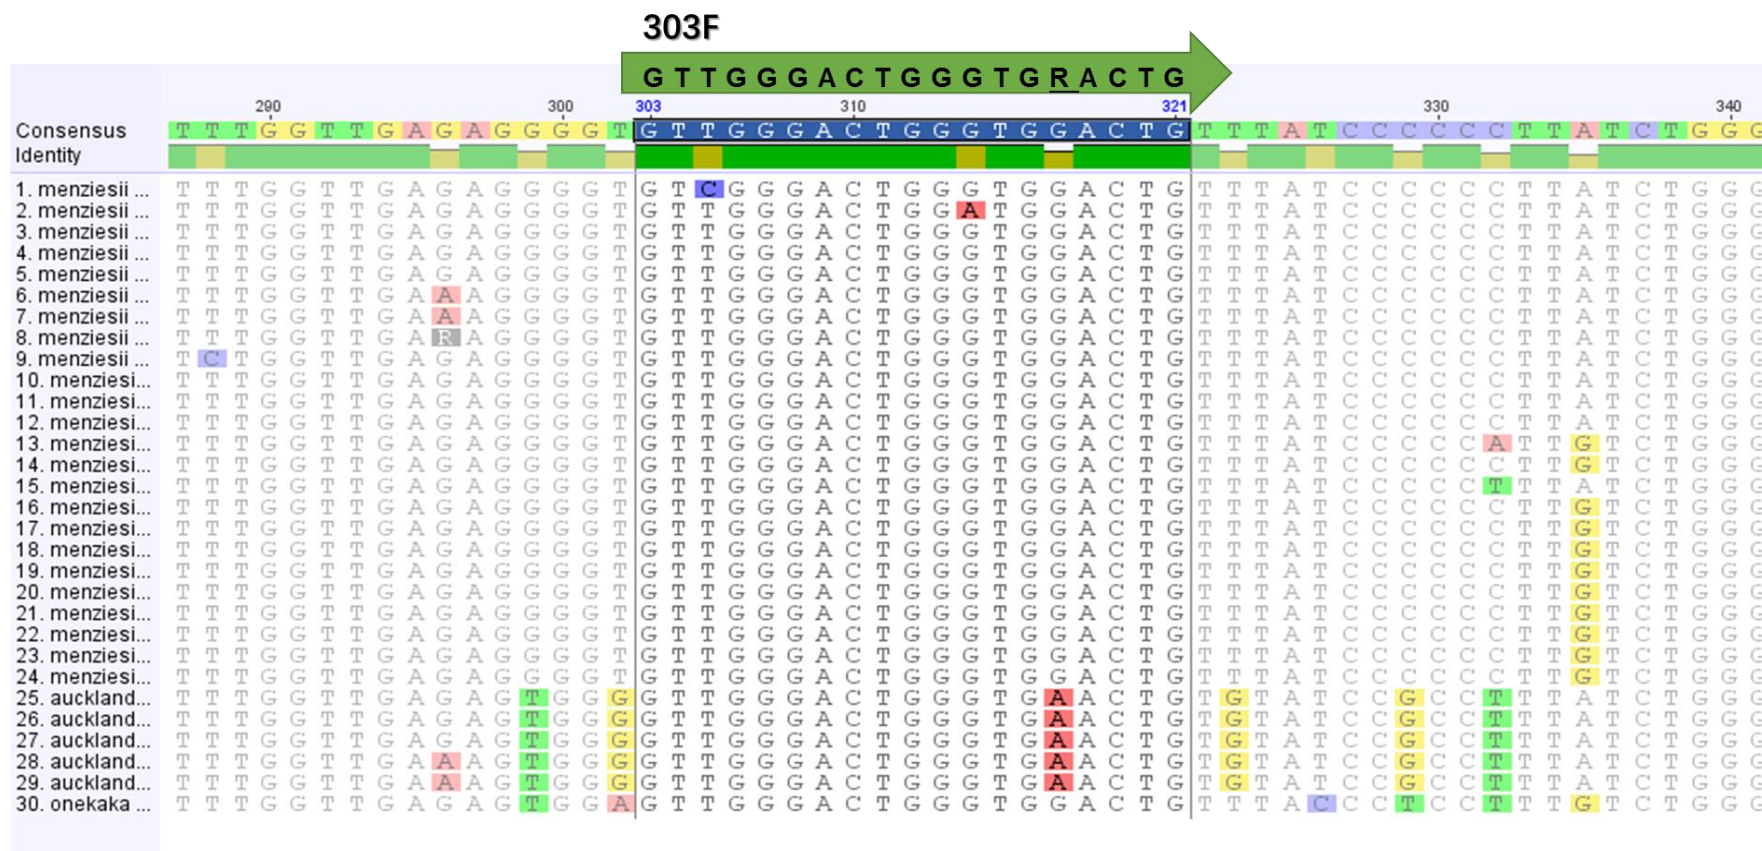 303F
G T T G G G A C T G G G T G R A C T G
290 300 303 310 321 330 340
Consensus T T T G G T T G A G A G G G G T G T T G G G A C T G G G T G G A C T G T T T A T C C C C C C T T A T C T G G G
Identity
1. menziesii ... T T T G G T T G A G A G G G G T G T C G G G A C T G G G T G G A C T G T T T A T C C C C C C T T A T C T G G G
2. menziesii ... T T T G G T T G A G A G G G G T G T T G G G A C T G G A T G G A C T G T T T A T C C C C C C T T A T C T G G G
3. menziesii ... T T T G G T T G A G A G G G G T G T T G G G A C T G G G T G G A C T G T T T A T C C C C C C T T A T C T G G G
4. menziesii ... T T T G G T T G A G A G G G G T G T T G G G A C T G G G T G G A C T G T T T A T C C C C C C T T A T C T G G G
5. menziesii ... T T T G G T T G A G A G G G G T G T T G G G A C T G G G T G G A C T G T T T A T C C C C C C T T A T C T G G G
6. menziesii ... T T T G G T T G A A A G G G G T G T T G G G A C T G G G T G G A C T G T T T A T C C C C C C T T A T C T G G G
7. menziesii ... T T T G G T T G A A A G G G G T G T T G G G A C T G G G T G G A C T G T T T A T C C C C C C T T A T C T G G G
8. menziesii ... T T T G G T T G A R A G G G G T G T T G G G A C T G G G T G G A C T G T T T A T C C C C C C T T A T C T G G G
9. menziesii ... T C T G G T T G A G A G G G G T G T T G G G A C T G G G T G G A C T G T T T A T C C C C C C T T A T C T G G G
10. menziesi... T T T G G T T G A G A G G G G T G T T G G G A C T G G G T G G A C T G T T T A T C C C C C C T T A T C T G G G
11. menziesi... T T T G G T T G A G A G G G G T G T T G G G A C T G G G T G G A C T G T T T A T C C C C C C T T A T C T G G G
12. menziesi... T T T G G T T G A G A G G G G T G T T G G G A C T G G G T G G A C T G T T T A T C C C C C C T T A T C T G G G
13. menziesi... T T T G G T T G A G A G G G G T G T T G G G A C T G G G T G G A C T G T T T A T C C C C C A T T G T C T G G G
14. menziesi... T T T G G T T G A G A G G G G T G T T G G G A C T G G G T G G A C T G T T T A T C C C C C C T T G T C T G G G
15. menziesi... T T T G G T T G A G A G G G G T G T T G G G A C T G G G T G G A C T G T T T A T C C C C C T T T A T C T G G G
16. menziesi... T T T G G T T G A G A G G G G T G T T G G G A C T G G G T G G A C T G T T T A T C C C C C C T T G T C T G G G
17. menziesi... T T T G G T T G A G A G G G G T G T T G G G A C T G G G T G G A C T G T T T A T C C C C C C T T G T C T G G G
18. menziesi... T T T G G T T G A G A G G G G T G T T G G G A C T G G G T G G A C T G T T T A T C C C C C C T T G T C T G G G
19. menziesi... T T T G G T T G A G A G G G G T G T T G G G A C T G G G T G G A C T G T T T A T C C C C C C T T G T C T G G G
20. menziesi... T T T G G T T G A G A G G G G T G T T G G G A C T G G G T G G A C T G T T T A T C C C C C C T T G T C T G G G
21. menziesi... T T T G G T T G A G A G G G G T G T T G G G A C T G G G T G G A C T G T T T A T C C C C C C T T G T C T G G G
22. menziesi... T T T G G T T G A G A G G G G T G T T G G G A C T G G G T G G A C T G T T T A T C C C C C C T T G T C T G G G
23. menziesi... T T T G G T T G A G A G G G G T G T T G G G A C T G G G T G G A C T G T T T A T C C C C C C T T G T C T G G G
24. menziesi... T T T G G T T G A G A G G G G T G T T G G G A C T G G G T G G A C T G T T T A T C C C C C C T T G T C T G G G
25. auckland... T T T G G T T G A G A G T G G G G T T G G G A C T G G G T G A A C T G T G T A T C C G C C T T T A T C T G G G
26. auckland... T T T G G T T G A G A G T G G G G T T G G G A C T G G G T G A A C T G T G T A T C C G C C T T T A T C T G G G
27. auckland... T T T G G T T G A G A G T G G G G T T G G G A C T G G G T G A A C T G T G T A T C C G C C T T T A T C T G G G
28. auckland... T T T G G T T G A A A G T G G G G T T G G G A C T G G G T G A A C T G T G T A T C C G C C T T T A T C T G G G
29. auckland... T T T G G T T G A A A G T G G G G T T G G G A C T G G G T G A A C T G T G T A T C C G C C T T T A T C T G G G
30. onekaka ... T T T G G T T G A G A G T G G A G T T G G G A C T G G G T G G A C T G T T T A C C C T C C T T T G T C T G G G